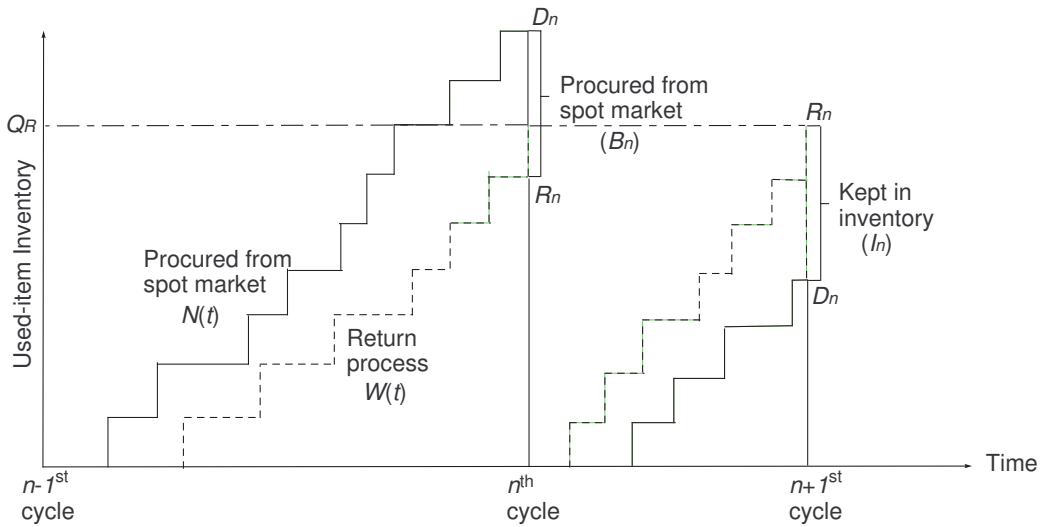 Dn
Procured from
spot market
(Bn)
QR
Rn
Rn
Kept in
inventory
(In)
Dn
Used-item Inventory
Procured from
spot market
N(t)
Return
process
W(t)
Time
n-1st
cycle
nth
cycle
n+1st
cycle